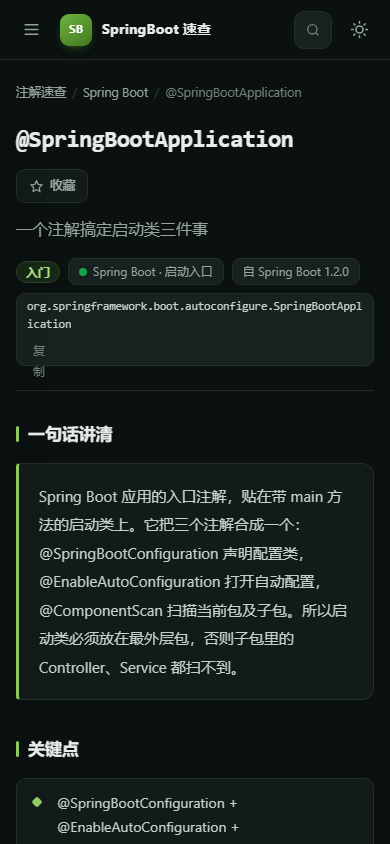 SB SpringBoot 速查
注解速查 / Spring Boot / @SpringBootApplication
@SpringBootApplication
收藏
一个注解搞定启动类三件事
入门 Spring Boot · 启动入口 自 Spring Boot 1.2.0
org.springframework.boot.autoconfigure.SpringBootAppl
ication
复
制
一句话讲清
Spring Boot 应用的入口注解，贴在带 main 方
法的启动类上。它把三个注解合成一个：
@SpringBootConfiguration 声明配置类，
@EnableAutoConfiguration 打开自动配置，
@ComponentScan 扫描当前包及子包。所以启
动类必须放在最外层包，否则子包里的
Controller、Service 都扫不到。
关键点
@SpringBootConfiguration +
@EnableAutoConfiguration +